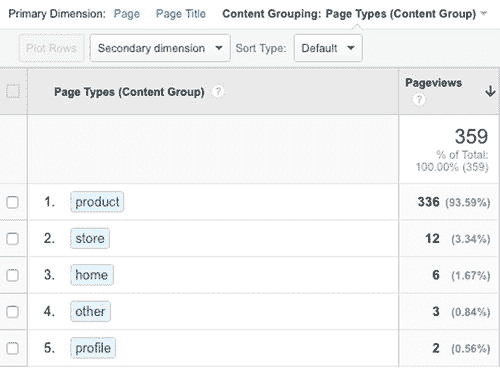 Primary Dimension: Page Page Title Content Grouping: Page Types (Content Group)
Plot Rows Secondary dimension Sort Type: Default
Page Types (Content Group) ? Pageviews ?
359
% of Total:
100.00% (359)
1. product 336 (93.59%)
2. store 12 (3.34%)
3. home 6 (1.67%)
4. other 3 (0.84%)
5. profile 2 (0.56%)